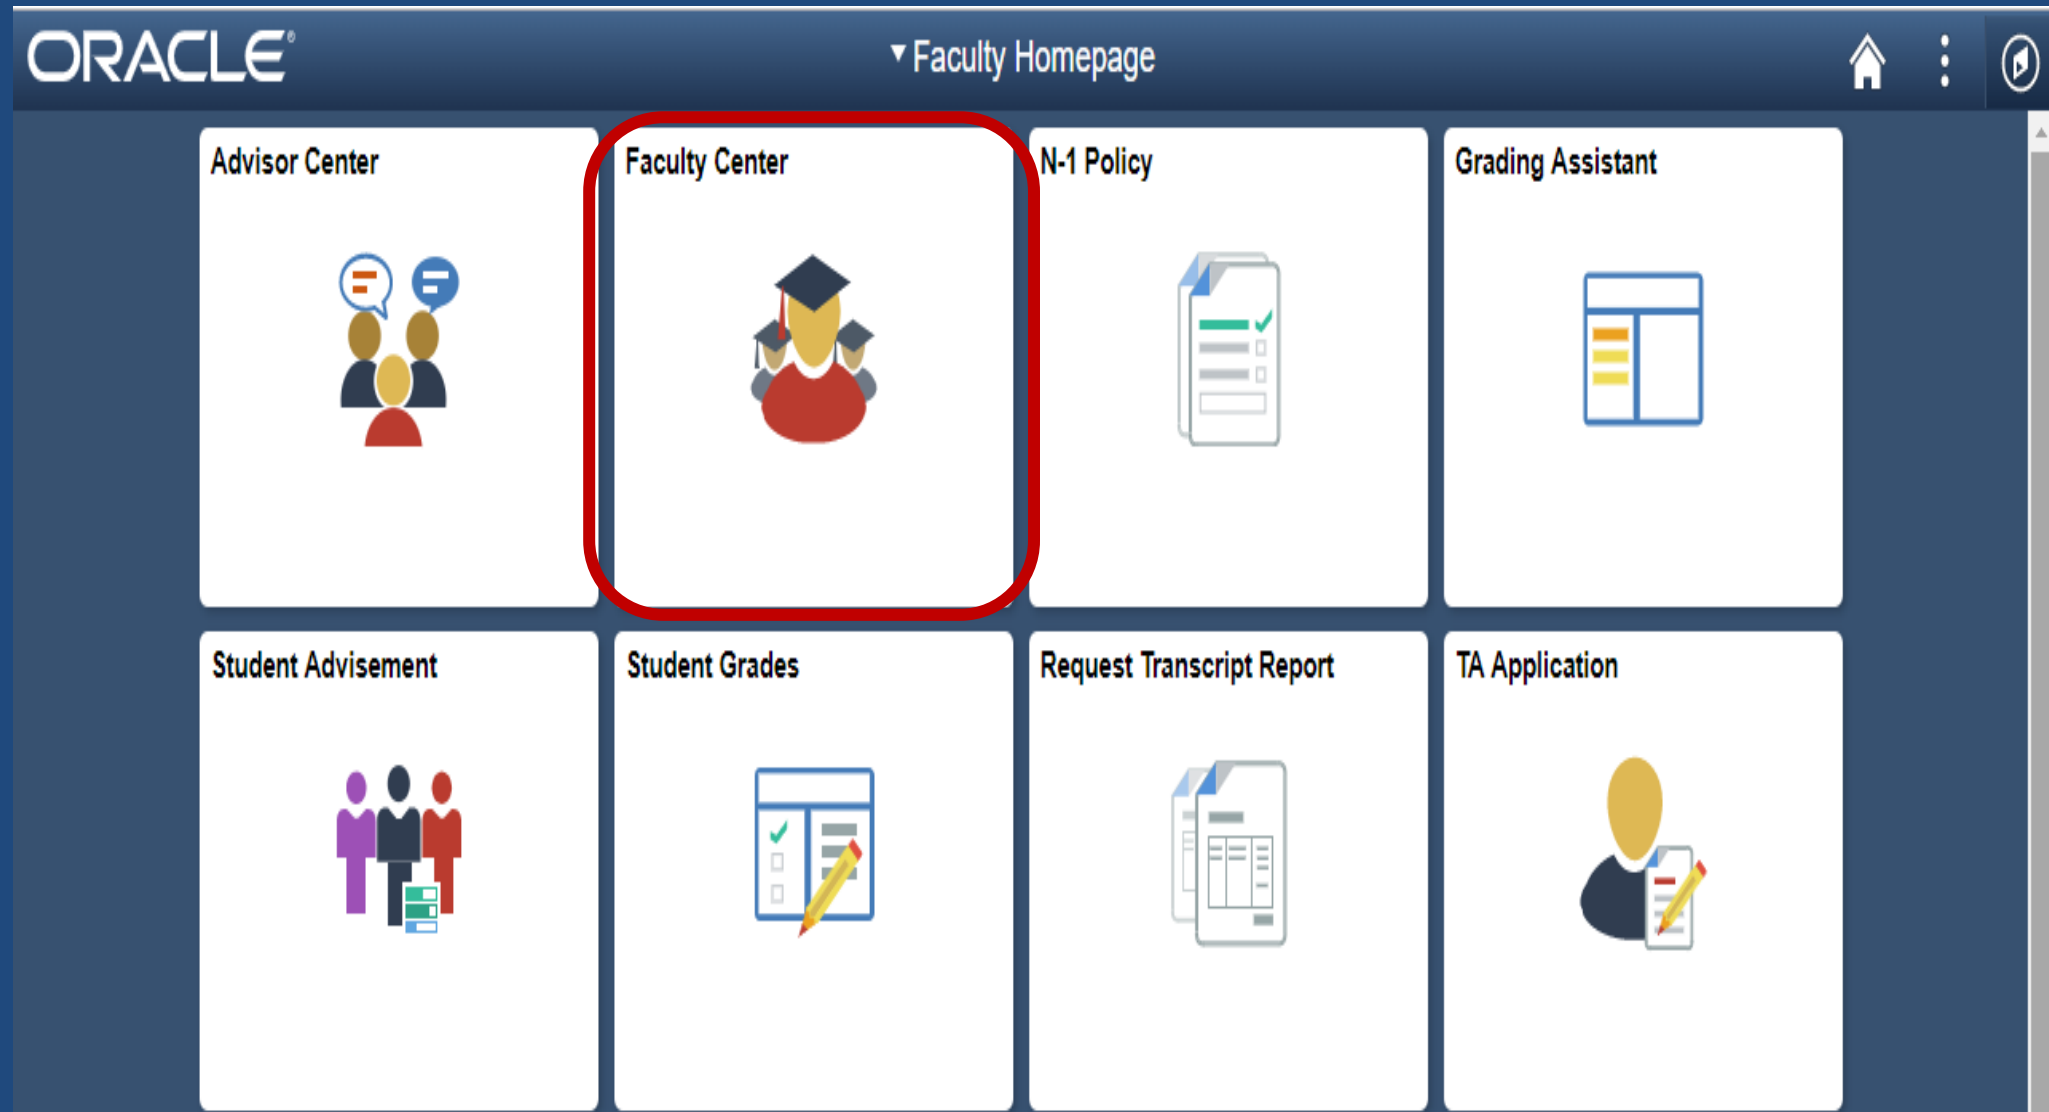 ORACLE®
Faculty Homepage
Advisor Center
Faculty Center
N-1 Policy
Grading Assistant
Student Advisement
Student Grades
Request Transcript Report
TA Application